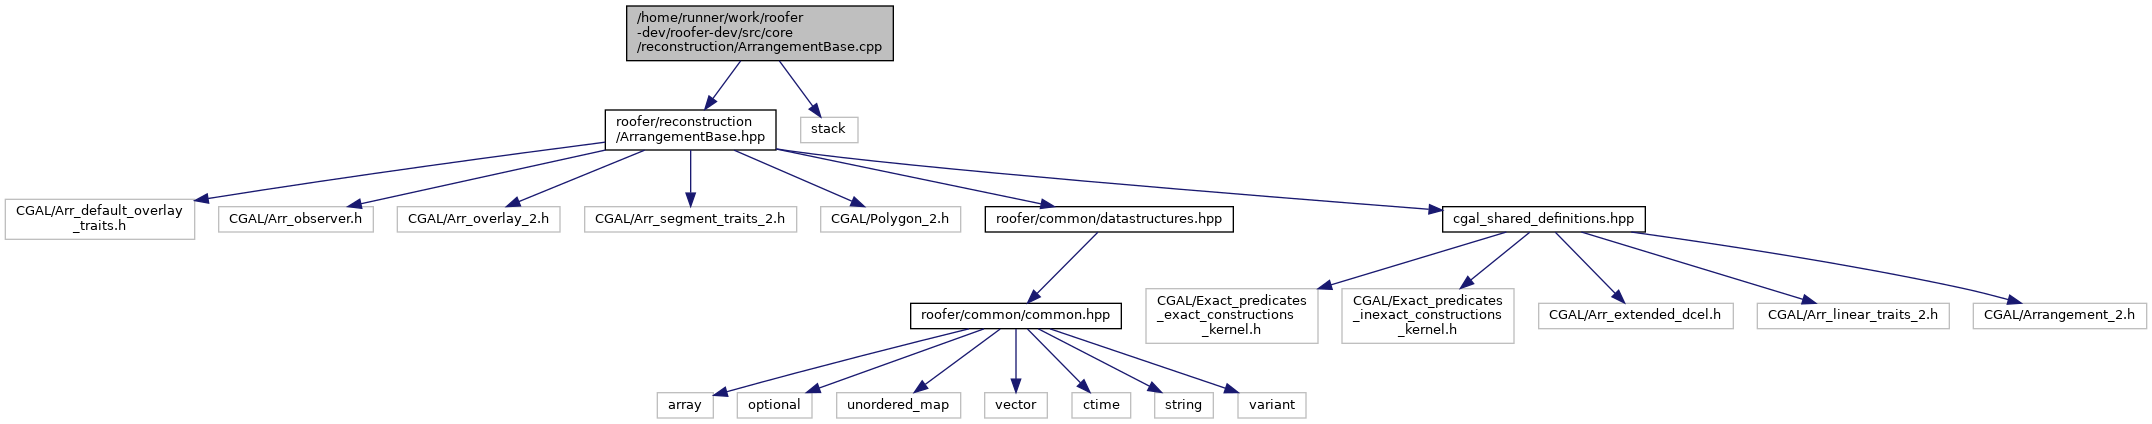 /home/runner/work/roofer
-dev/roofer-dev/src/core
/reconstruction/ArrangementBase.cpp
roofer/reconstruction
/ArrangementBase.hpp
stack
CGAL/Arr_default_overlay
_traits.h
CGAL/Arr_observer.h
CGAL/Arr_overlay_2.h
CGAL/Arr_segment_traits_2.h
CGAL/Polygon_2.h
roofer/common/datastructures.hpp
cgal_shared_definitions.hpp
roofer/common/common.hpp
CGAL/Exact_predicates
_exact_constructions
_kernel.h
CGAL/Exact_predicates
_inexact_constructions
_kernel.h
CGAL/Arr_extended_dcel.h
CGAL/Arr_linear_traits_2.h
CGAL/Arrangement_2.h
array
optional
unordered_map
vector
ctime
string
variant